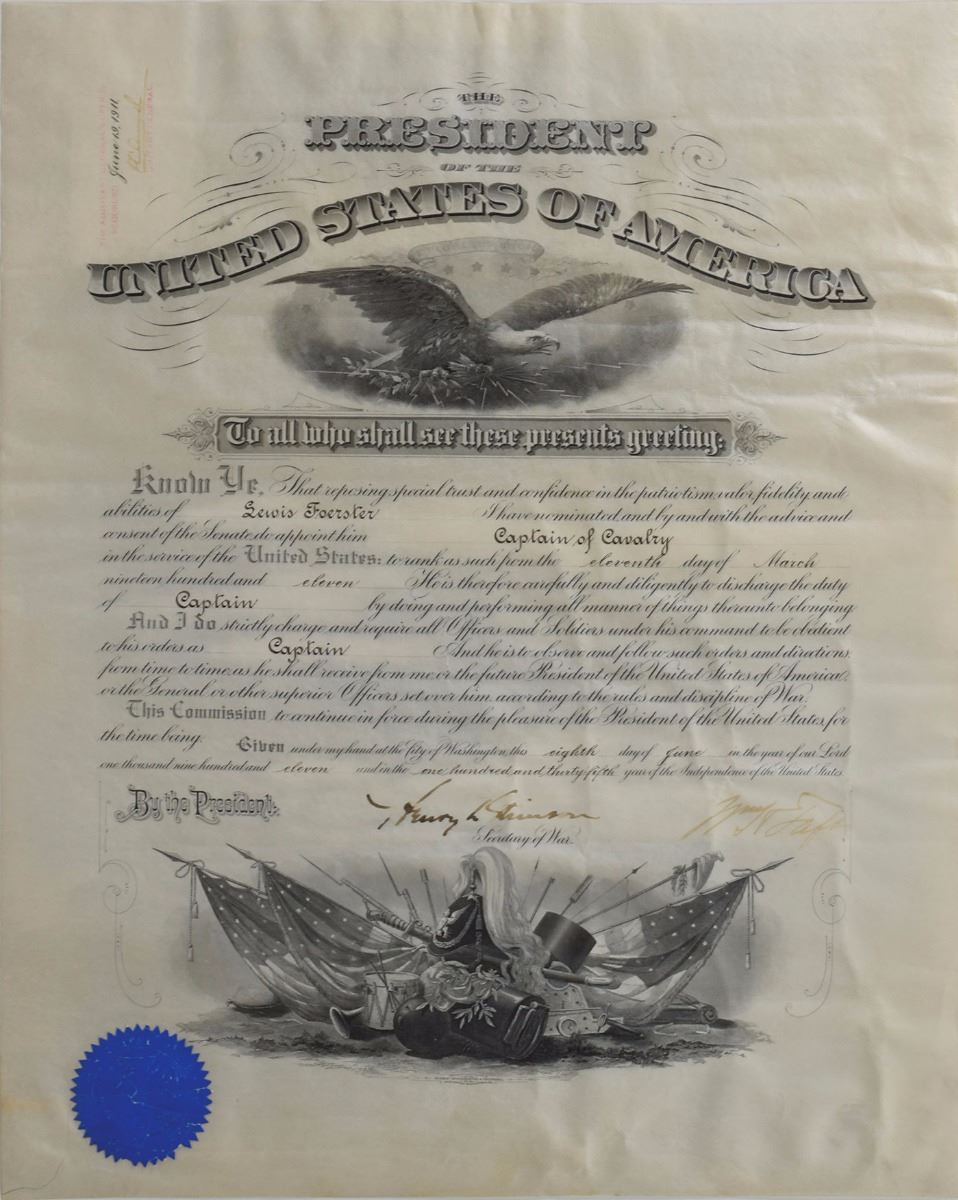 THE
PRESIDENT
OF THE
UNITED STATES OF AMERICA
June 19, 1911
To all who shall see these presents greeting:
Know Ye, That reposing special trust and confidence in the patriotism, valor, fidelity, and
abilities of Lewis Foerster I have nominated, and by and with the advice and
consent of the Senate, do appoint him Captain of Cavalry
in the service of the United States: to rank as such from the eleventh day of March
nineteen hundred and eleven He is therefore carefully and diligently to discharge the duty
of Captain by doing and performing all manner of things thereunto belonging
And I do strictly charge and require all Officers and Soldiers under his command to be obedient
to his orders as Captain And he is to observe and follow such orders and directions,
from time to time, as he shall receive from me, or the future President of the United States of America,
or the General or other superior Officers set over him, according to the rules and discipline of War.
This Commission to continue in force during the pleasure of the President of the United States, for
the time being.
Given under my hand at the City of Washington, this eighth day of June in the year of our Lord
one thousand nine hundred and eleven and in the one hundred and thirty fifth year of the Independence of the United States.
By the President:
Henry L Stimson
Wm H Taft
Secretary of War.